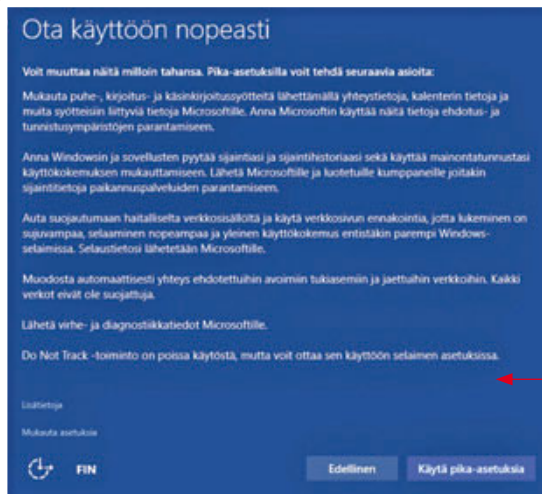 Ota käyttöön nopeasti
Voit muuttaa näitä milloin tahansa. Pika-asetuksilla voit tehdä seuraavia asioita:
Mukauta puhe-, kirjoitus- ja käsinkirjoitussyötteitä lähettämällä yhteystietoja, kalenterin tietoja ja
muita syötteisiin liittyviä tietoja Microsoftille. Anna Microsoftin käyttää näitä tietoja ehdotus- ja
tunnistusympäristöjen parantamiseen.
Anna Windowsin ja sovellusten pyytää sijaintiasi ja sijaintihistoriaasi sekä käyttää mainontatunnustasi
käyttökokemuksen mukauttamiseen. Lähetä Microsoftille ja luotetuille kumppaneille joitakin
sijaintitietoja paikannuspalveluiden parantamiseen.
Auta suojautumaan haitalliselta verkkosisällöltä ja käytä verkkosivun ennakointia, jotta lukeminen on
sujuvampaa, selaaminen nopeampaa ja yleinen käyttökokemus entistäkin parempi Windows-
selaimissa. Selaustietosi lähetetään Microsoftille.
Muodosta automaattisesti yhteys ehdotettuihin avoimiin tukiasemiin ja jaettuihin verkkoihin. Kaikki
verkot eivät ole suojattuja.
Lähetä virhe- ja diagnostiikkatiedot Microsoftille.
Do Not Track -toiminto on poissa käytöstä, mutta voit ottaa sen käyttöön selaimen asetuksissa.
Lisätietoja
Mukauta asetuksia
FIN
Edellinen
Käytä pika-asetuksia